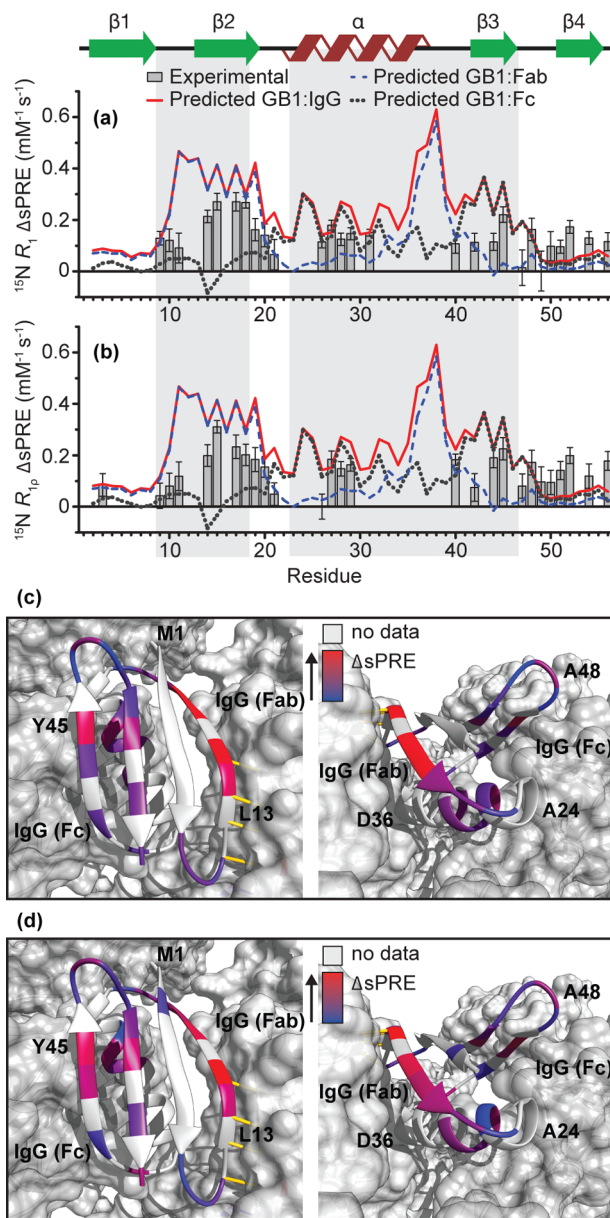 β1 β2 α β3 β4
Experimental Predicted GB1:Fab
Predicted GB1:IgG Predicted GB1:Fc
(a)
¹⁵N R₁ ΔsPRE (mM⁻¹ s⁻¹)
0.6
0.4
0.2
0
10 20 30 40 50
(b)
¹⁵N R₁ρ ΔsPRE (mM⁻¹ s⁻¹)
0.6
0.4
0.2
0
10 20 30 40 50
Residue
(c)
M1
Y45
IgG (Fab)
L13
IgG (Fc)
no data
ΔsPRE
A48
IgG (Fc)
IgG (Fab)
D36
A24
(d)
M1
Y45
IgG (Fab)
L13
IgG (Fc)
no data
ΔsPRE
A48
IgG (Fc)
IgG (Fab)
D36
A24